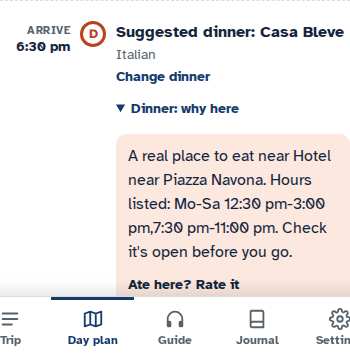 ARRIVE
6:30 pm
D
Suggested dinner: Casa Bleve
Italian
Change dinner
▼ Dinner: why here
A real place to eat near Hotel
near Piazza Navona. Hours
listed: Mo-Sa 12:30 pm-3:00
pm,7:30 pm-11:00 pm. Check
it's open before you go.
Ate here? Rate it
Trip
Day plan
Guide
Journal